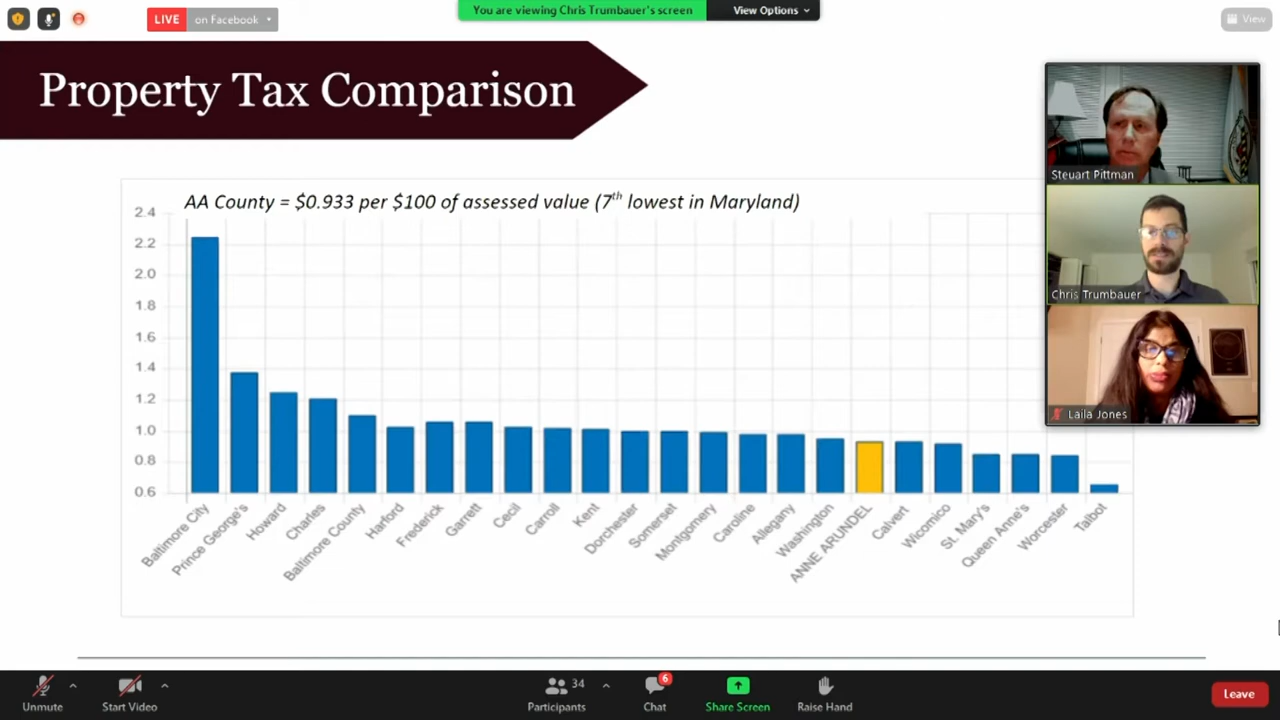 LIVE on Facebook
You are viewing Chris Trumbauer's screen
View Options
View
Property Tax Comparison
AA County = $0.933 per $100 of assessed value (7th lowest in Maryland)
2.4
2.2
2.0
1.8
1.6
1.4
1.2
1.0
0.8
0.6
Baltimore City
Prince George's
Howard
Charles
Baltimore County
Harford
Frederick
Garrett
Cecil
Carroll
Kent
Dorchester
Somerset
Montgomery
Caroline
Allegany
Washington
ANNE ARUNDEL
Calvert
Wicomico
St. Mary's
Queen Anne's
Worcester
Talbot
Steuart Pittman
Chris Trumbauer
Laila Jones
Unmute
Start Video
34
Participants
6
Chat
Share Screen
Raise Hand
Leave